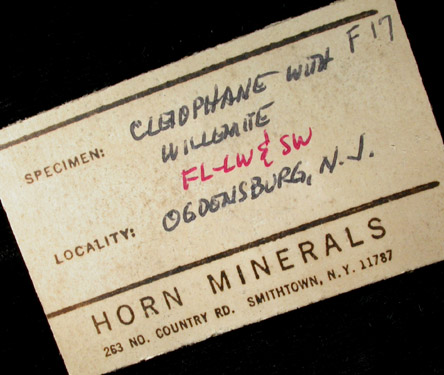 F17
SPECIMEN: CLEIOPHANE WITH
WILLEMITE
FL-LW & SW
LOCALITY: OGDENSBURG, N.J.
HORN MINERALS
263 NO. COUNTRY RD. SMITHTOWN, N.Y. 11787